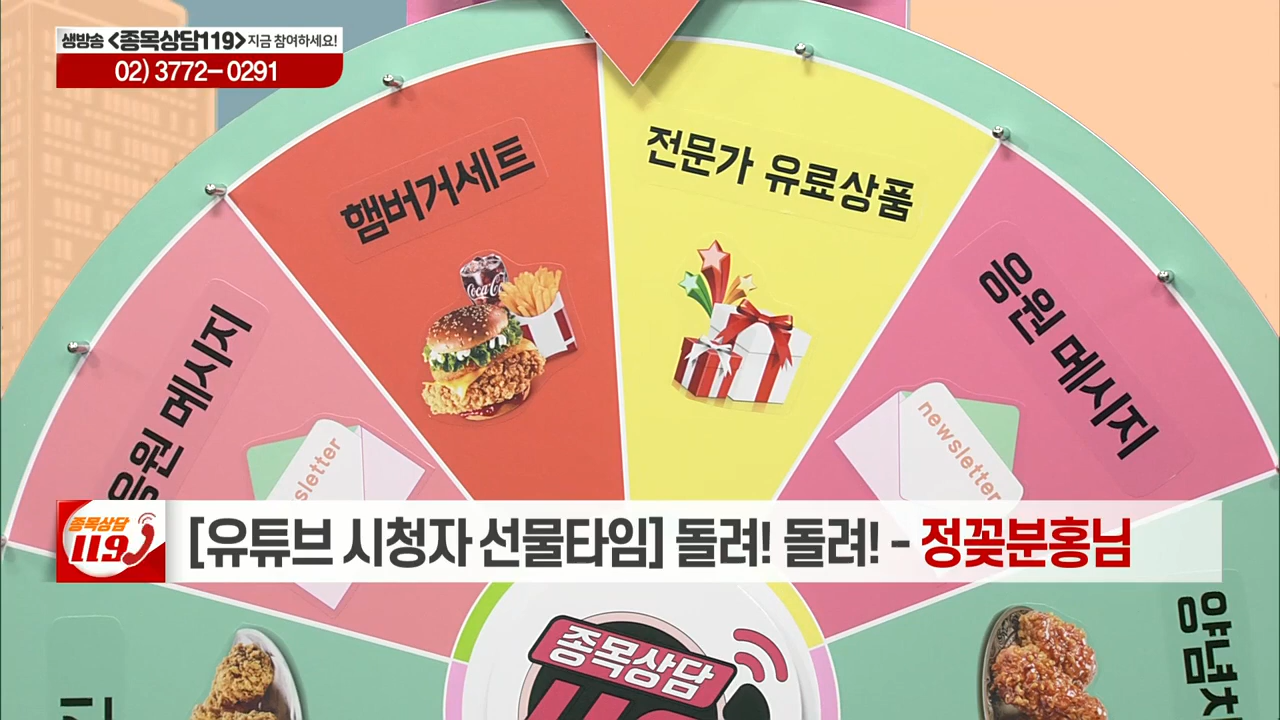 생방송 <종목상담119> 지금 참여하세요!
02) 3772-0291
햄버거세트
전문가 유료상품
응원 메시지
응원 메시지
Coca-Cola
newsletter
종목상담
119
[유튜브 시청자 선물타임] 돌려! 돌려! - 정꽃분홍님
종목상담